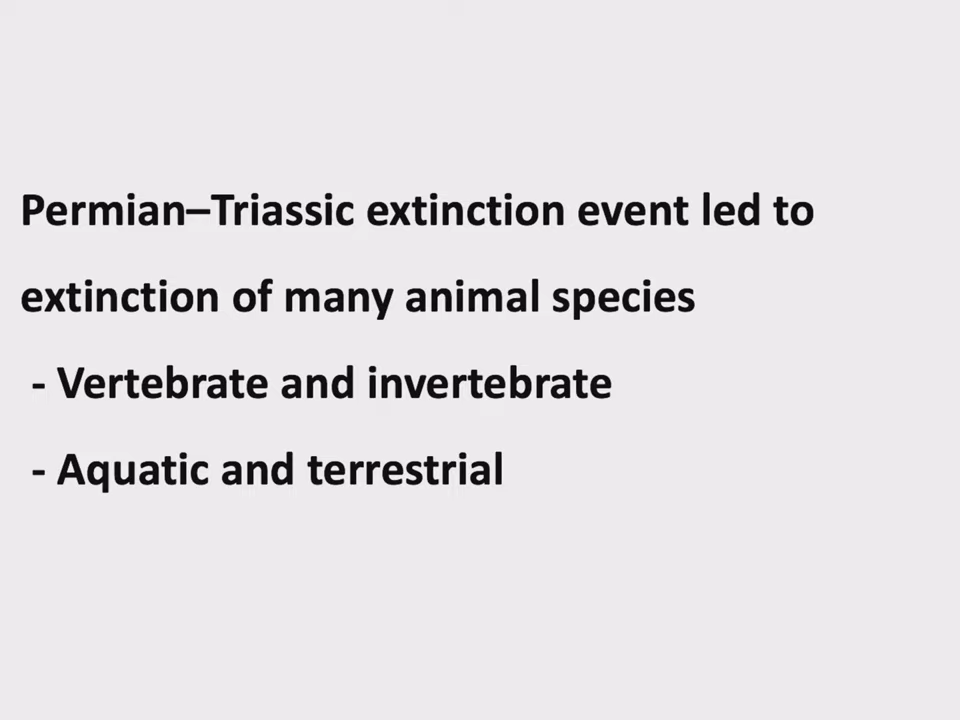 Permian–Triassic extinction event led to
extinction of many animal species
- Vertebrate and invertebrate
- Aquatic and terrestrial